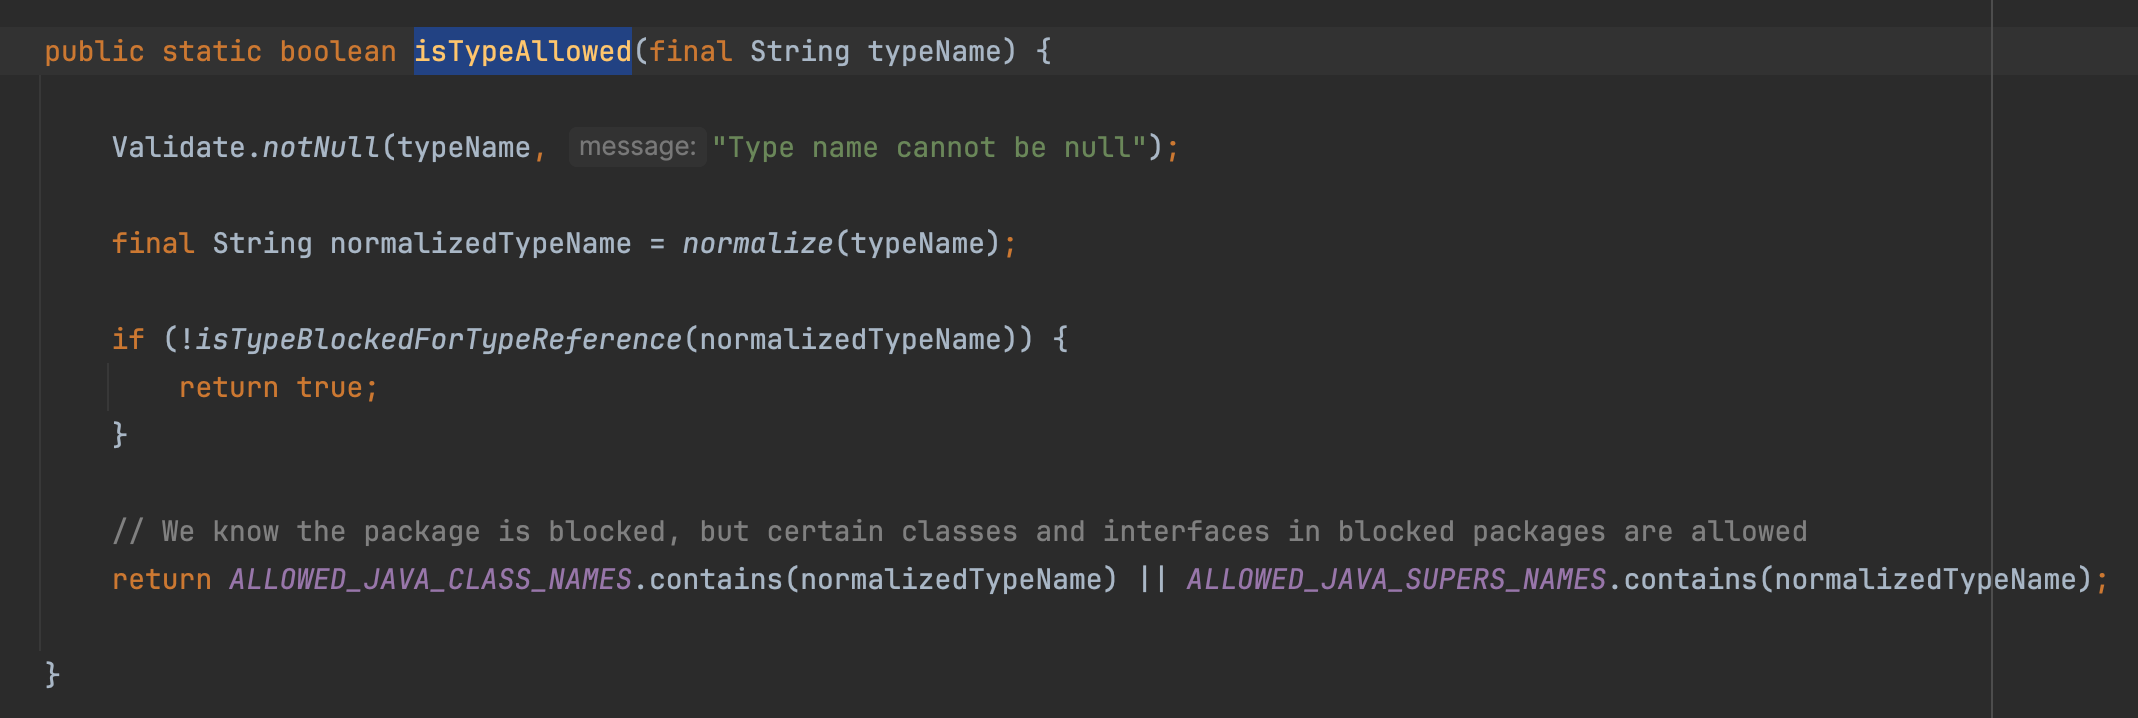 public static boolean isTypeAllowed(final String typeName) {
Validate.notNull(typeName, message: "Type name cannot be null");
final String normalizedTypeName = normalize(typeName);
if (!isTypeBlockedForTypeReference(normalizedTypeName)) {
return true;
}
// We know the package is blocked, but certain classes and interfaces in blocked packages are allowed
return ALLOWED_JAVA_CLASS_NAMES.contains(normalizedTypeName) || ALLOWED_JAVA_SUPERS_NAMES.contains(normalizedTypeName);
}